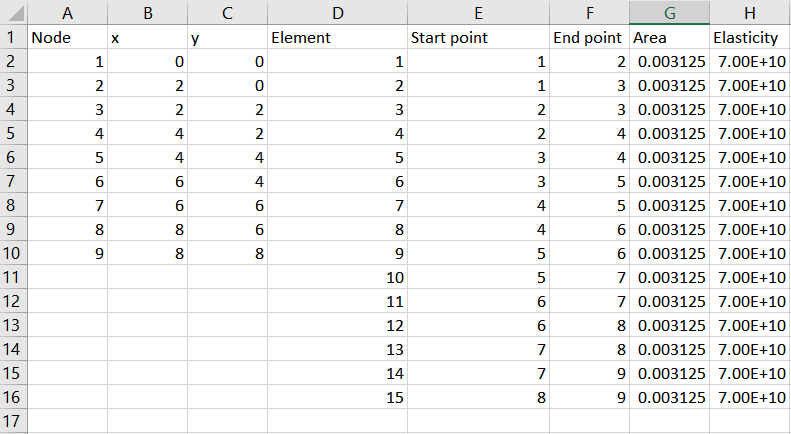 A B C D E F G H
1 Node x y Element Start point End point Area Elasticity
2 1 0 0 1 1 2 0.003125 7.00E+10
3 2 2 0 2 1 3 0.003125 7.00E+10
4 3 2 2 3 2 3 0.003125 7.00E+10
5 4 4 2 4 2 4 0.003125 7.00E+10
6 5 4 4 5 3 4 0.003125 7.00E+10
7 6 6 4 6 3 5 0.003125 7.00E+10
8 7 6 6 7 4 5 0.003125 7.00E+10
9 8 8 6 8 4 6 0.003125 7.00E+10
10 9 8 8 9 5 6 0.003125 7.00E+10
11 10 5 7 0.003125 7.00E+10
12 11 6 7 0.003125 7.00E+10
13 12 6 8 0.003125 7.00E+10
14 13 7 8 0.003125 7.00E+10
15 14 7 9 0.003125 7.00E+10
16 15 8 9 0.003125 7.00E+10
17